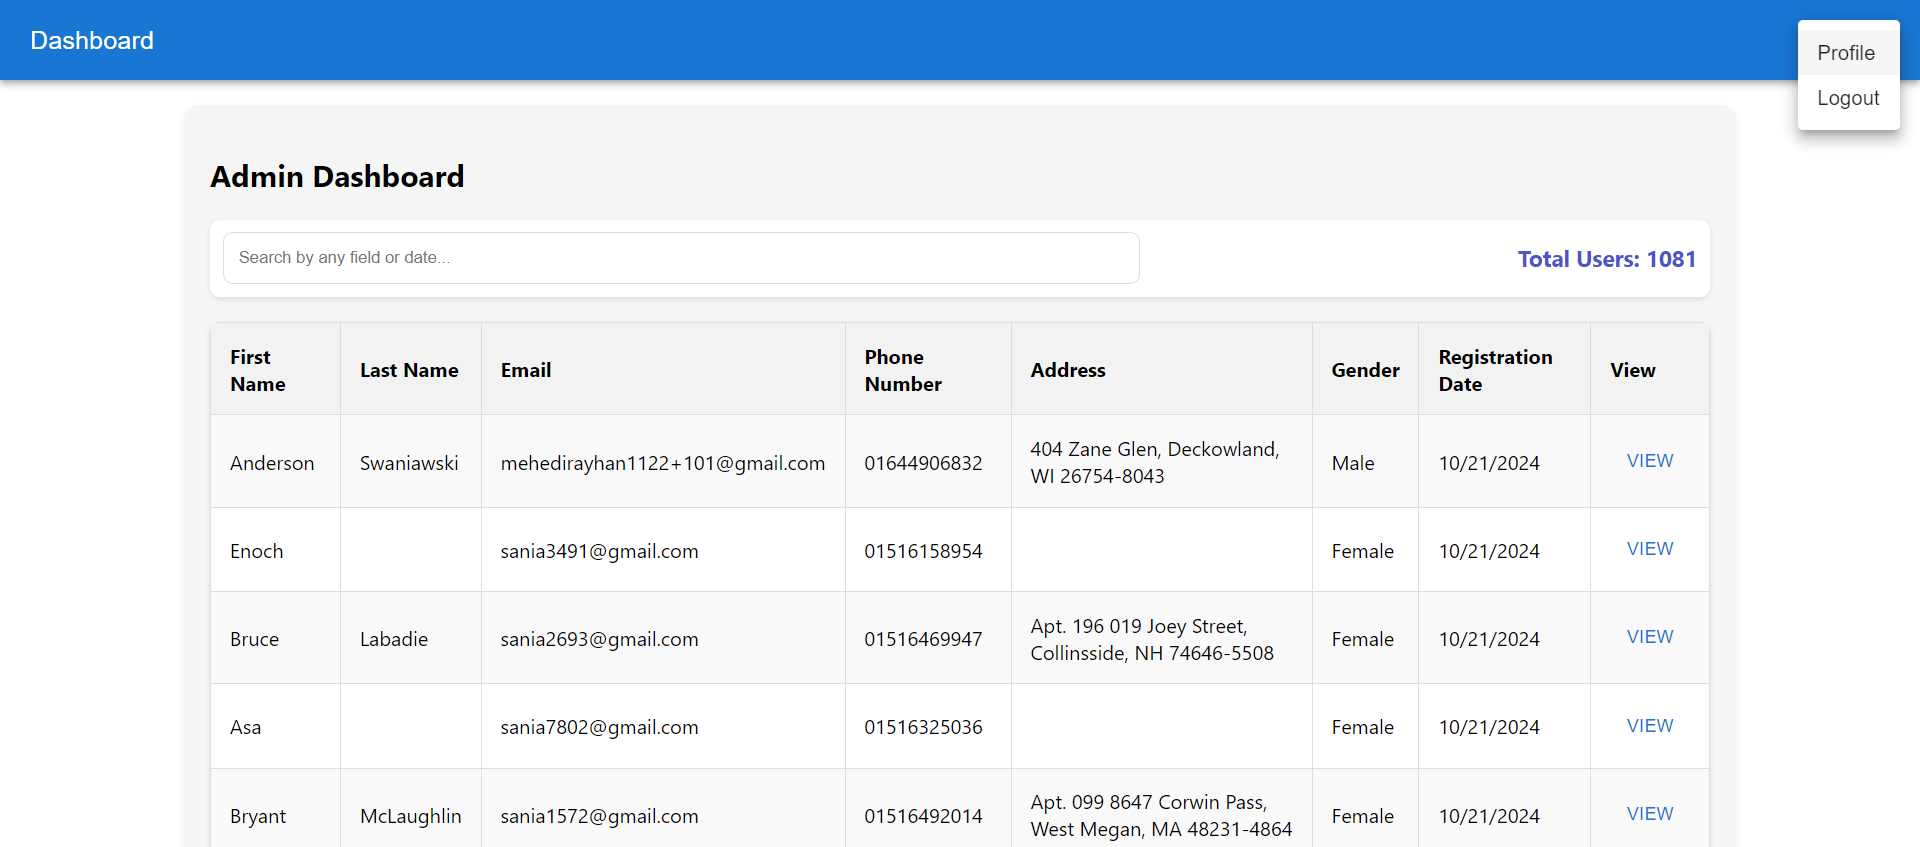 Dashboard
Profile
Logout
Admin Dashboard
Search by any field or date...
Total Users: 1081
First Name
Last Name
Email
Phone Number
Address
Gender
Registration Date
View
Anderson
Swaniawski
mehedirayhan1122+101@gmail.com
01644906832
404 Zane Glen, Deckowland,
WI 26754-8043
Male
10/21/2024
VIEW
Enoch
sania3491@gmail.com
01516158954
Female
10/21/2024
VIEW
Bruce
Labadie
sania2693@gmail.com
01516469947
Apt. 196 019 Joey Street,
Collinsside, NH 74646-5508
Female
10/21/2024
VIEW
Asa
sania7802@gmail.com
01516325036
Female
10/21/2024
VIEW
Bryant
McLaughlin
sania1572@gmail.com
01516492014
Apt. 099 8647 Corwin Pass,
West Megan, MA 48231-4864
Female
10/21/2024
VIEW